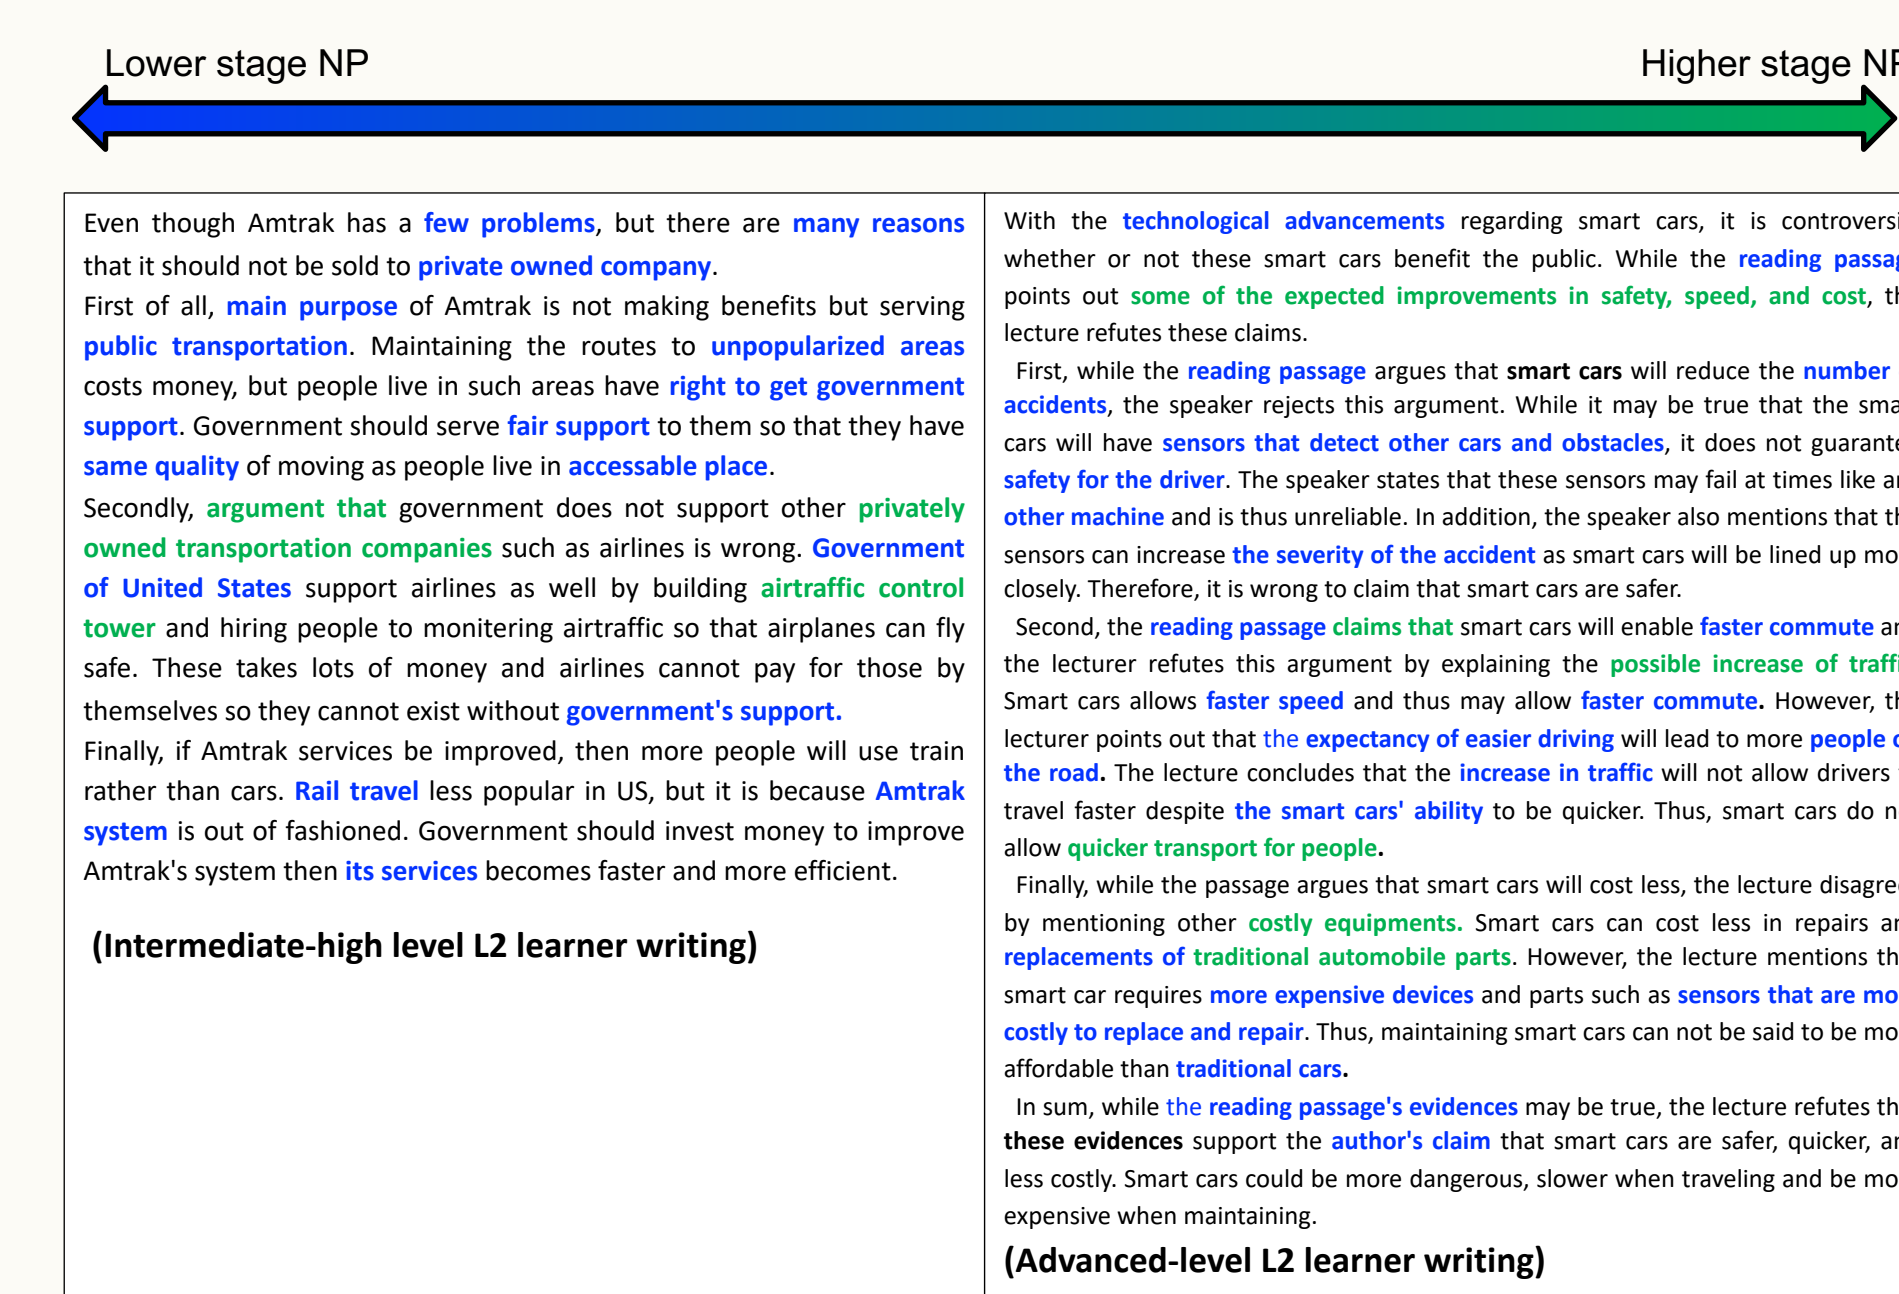 Lower stage NP
Higher stage
Even though Amtrak has a few problems, but there are many reasons
that it should not be sold to private owned company.
First of all, main purpose of Amtrak is not making benefits but serving
public transportation. Maintaining the routes to unpopularized areas
costs money, but people live in such areas have right to get government
support. Government should serve fair support to them so that they have
same quality of moving as people live in accessable place.
Secondly, argument that government does not support other privately
owned transportation companies such as airlines is wrong. Government
of United States support airlines as well by building airtraffic control
tower and hiring people to monitering airtraffic so that airplanes can fly
safe. These takes lots of money and airlines cannot pay for those by
themselves so they cannot exist without government's support.
Finally, if Amtrak services be improved, then more people will use train
rather than cars. Rail travel less popular in US, but it is because Amtrak
system is out of fashioned. Government should invest money to improve
Amtrak's system then its services becomes faster and more efficient.
(Intermediate-high level L2 learner writing)
With the technological advancements regarding smart cars, it is
whether or not these smart cars benefit the public. While the reading
points out some of the expected improvements in safety, speed, and cost,
lecture refutes these claims.
First, while the reading passage argues that smart cars will reduce the number
accidents, the speaker rejects this argument. While it may be true that the
cars will have sensors that detect other cars and obstacles, it does not
safety for the driver. The speaker states that these sensors may fail at times like
other machine and is thus unreliable. In addition, the speaker also mentions that
sensors can increase the severity of the accident as smart cars will be lined up
closely. Therefore, it is wrong to claim that smart cars are safer.
Second, the reading passage claims that smart cars will enable faster commute
the lecturer refutes this argument by explaining the possible increase of
Smart cars allows faster speed and thus may allow faster commute. However,
lecturer points out that the expectancy of easier driving will lead to more people
the road. The lecture concludes that the increase in traffic will not allow drivers
travel faster despite the smart cars' ability to be quicker. Thus, smart cars do
allow quicker transport for people.
Finally, while the passage argues that smart cars will cost less, the lecture
by mentioning other costly equipments. Smart cars can cost less in repairs
replacements of traditional automobile parts. However, the lecture mentions
smart car requires more expensive devices and parts such as sensors that are
costly to replace and repair. Thus, maintaining smart cars can not be said to be
affordable than traditional cars.
In sum, while the reading passage's evidences may be true, the lecture refutes
these evidences support the author's claim that smart cars are safer, quicker,
less costly. Smart cars could be more dangerous, slower when traveling and be
expensive when maintaining.
(Advanced-level L2 learner writing)